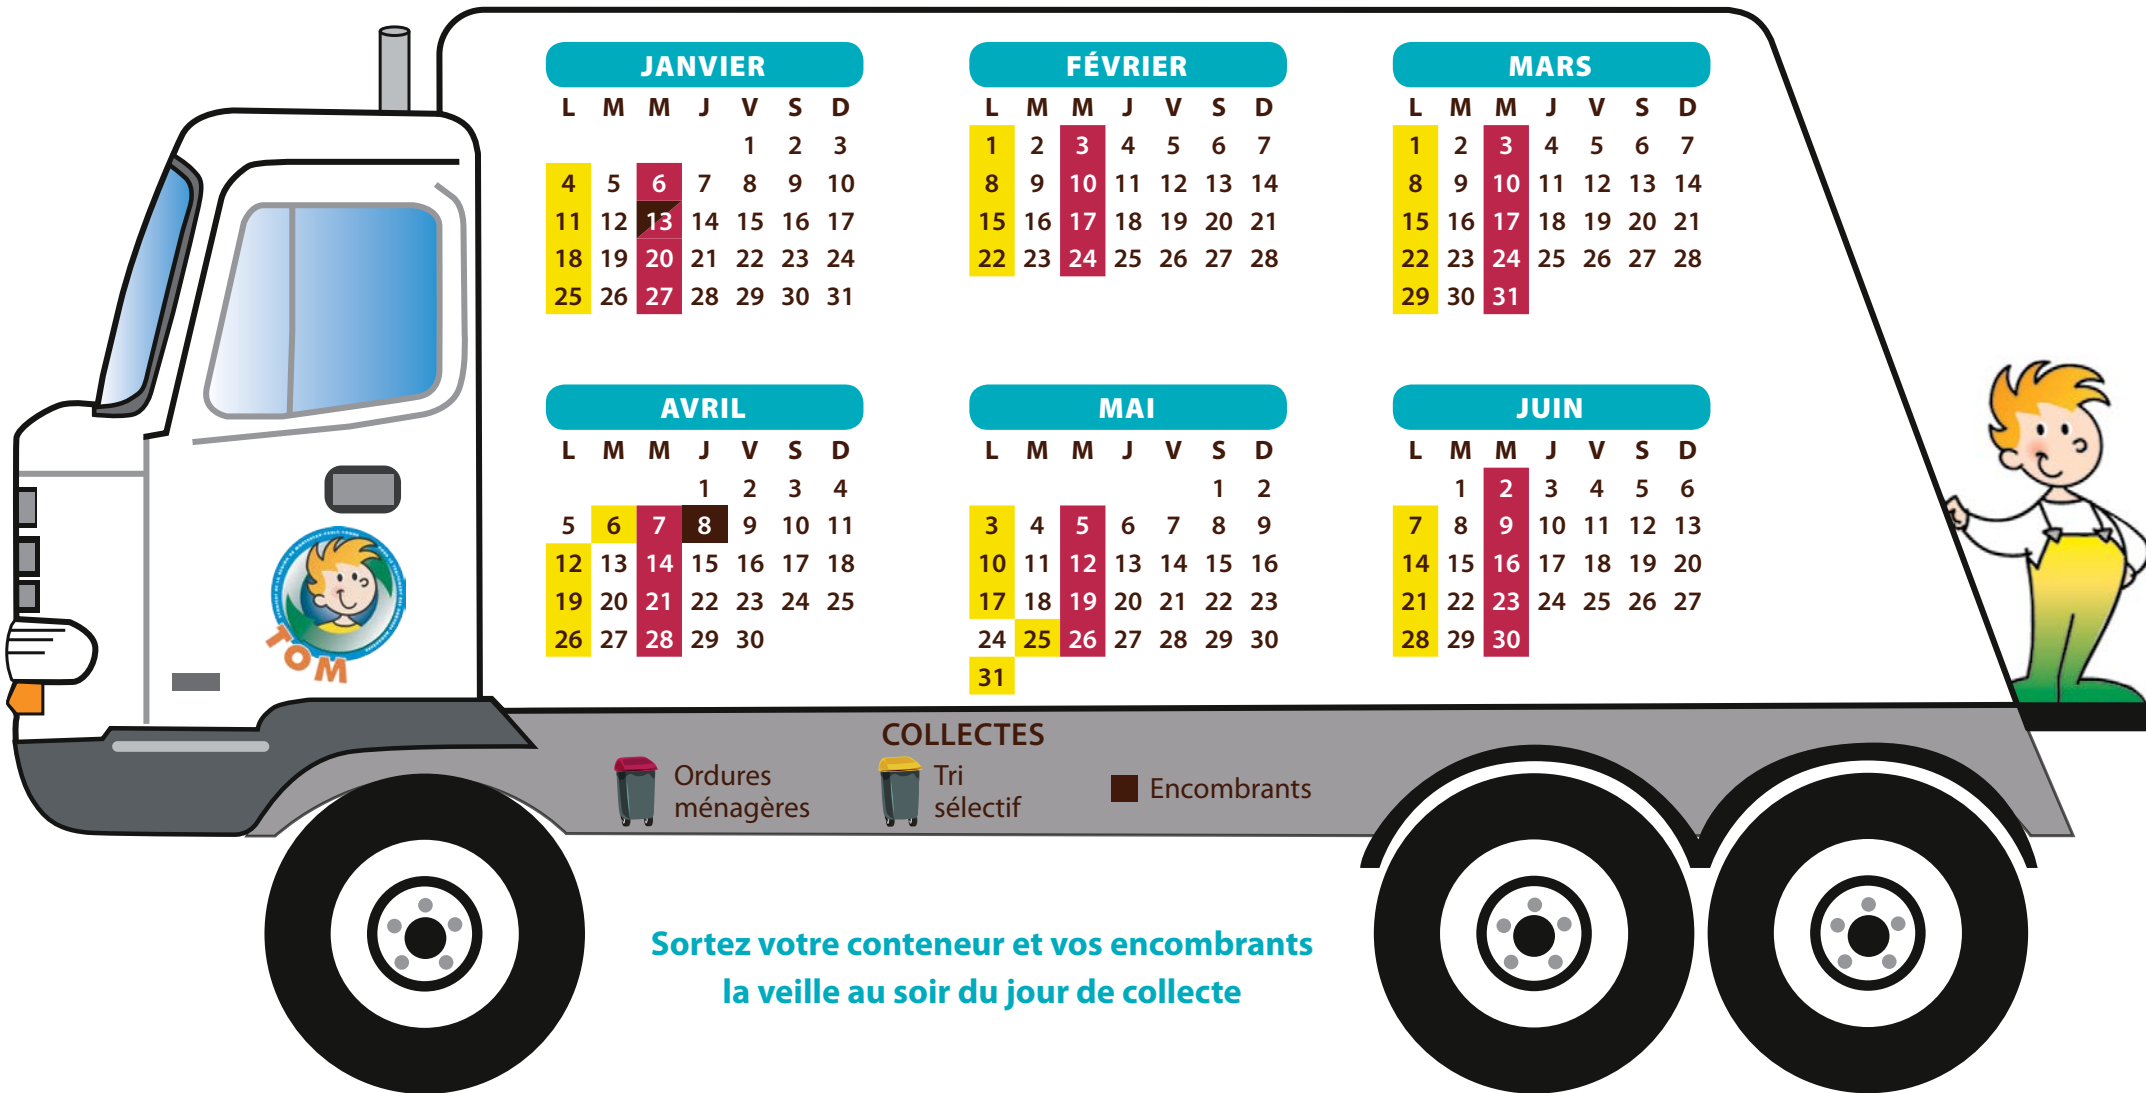 JANVIER
L M M J V S D
1 2 3
4 5 6 7 8 9 10
11 12 13 14 15 16 17
18 19 20 21 22 23 24
25 26 27 28 29 30 31
FÉVRIER
L M M J V S D
1 2 3 4 5 6 7
8 9 10 11 12 13 14
15 16 17 18 19 20 21
22 23 24 25 26 27 28
MARS
L M M J V S D
1 2 3 4 5 6 7
8 9 10 11 12 13 14
15 16 17 18 19 20 21
22 23 24 25 26 27 28
29 30 31
AVRIL
L M M J V S D
1 2 3 4
5 6 7 8 9 10 11
12 13 14 15 16 17 18
19 20 21 22 23 24 25
26 27 28 29 30
MAI
L M M J V S D
1 2
3 4 5 6 7 8 9
10 11 12 13 14 15 16
17 18 19 20 21 22 23
24 25 26 27 28 29 30
31
JUIN
L M M J V S D
1 2 3 4 5 6
7 8 9 10 11 12 13
14 15 16 17 18 19 20
21 22 23 24 25 26 27
28 29 30
TOM
COLLECTES
Ordures
ménagères
Tri
sélectif
Encombrants
Sortez votre conteneur et vos encombrants
la veille au soir du jour de collecte